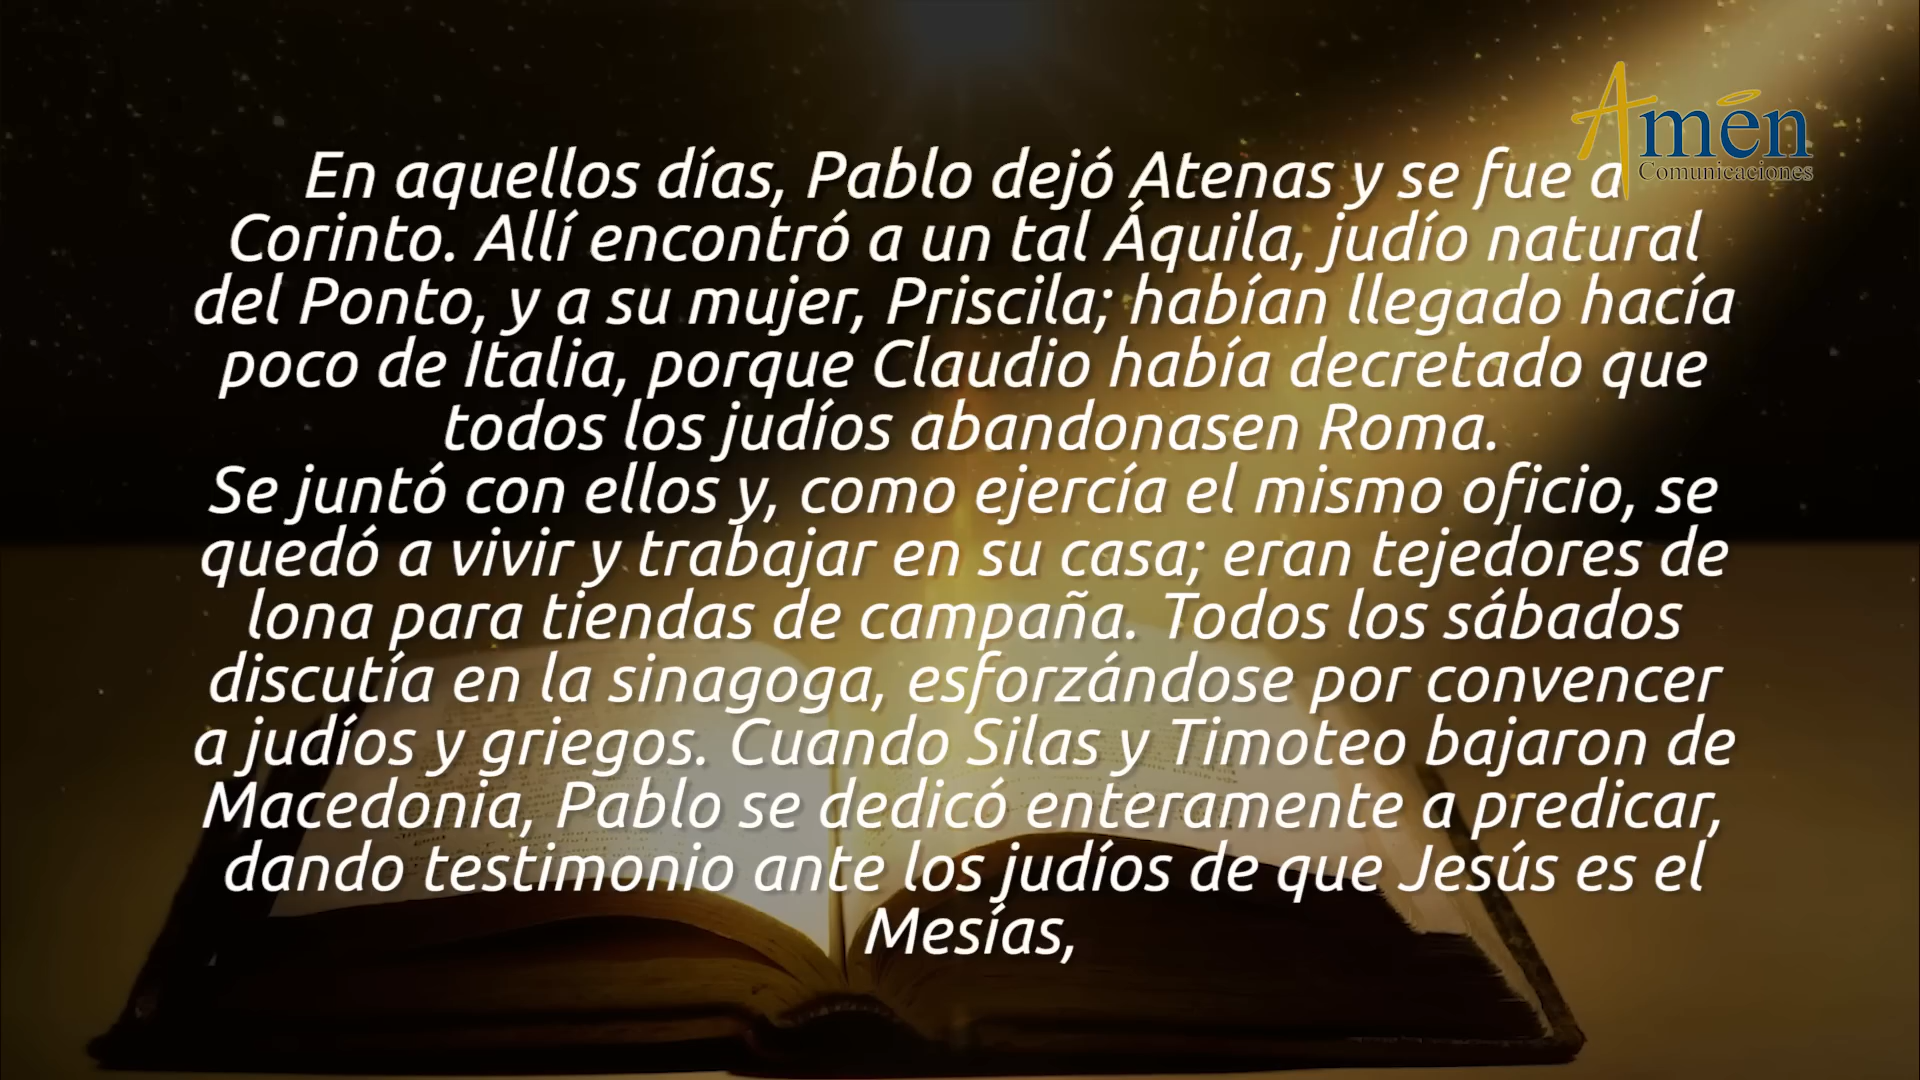 Amén
Comunicaciones
En aquellos días, Pablo dejó Atenas y se fue a
Corinto. Allí encontró a un tal Áquila, judío natural
del Ponto, y a su mujer, Priscila; habían llegado hacía
poco de Italia, porque Claudio había decretado que
todos los judíos abandonasen Roma.
Se juntó con ellos y, como ejercía el mismo oficio, se
quedó a vivir y trabajar en su casa; eran tejedores de
lona para tiendas de campaña. Todos los sábados
discutía en la sinagoga, esforzándose por convencer
a judíos y griegos. Cuando Silas y Timoteo bajaron de
Macedonia, Pablo se dedicó enteramente a predicar,
dando testimonio ante los judíos de que Jesús es el
Mesías,